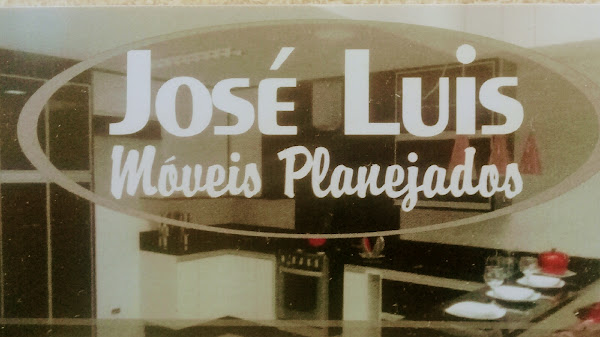 José Luis
Móveis Planejados